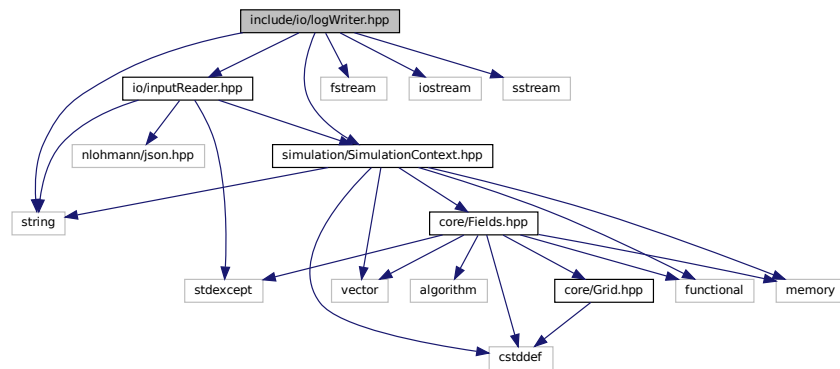 include/io/logWriter.hpp
io/inputReader.hpp
fstream
iostream
sstream
nlohmann/json.hpp
simulation/SimulationContext.hpp
string
core/Fields.hpp
stdexcept
vector
algorithm
core/Grid.hpp
functional
memory
cstddef